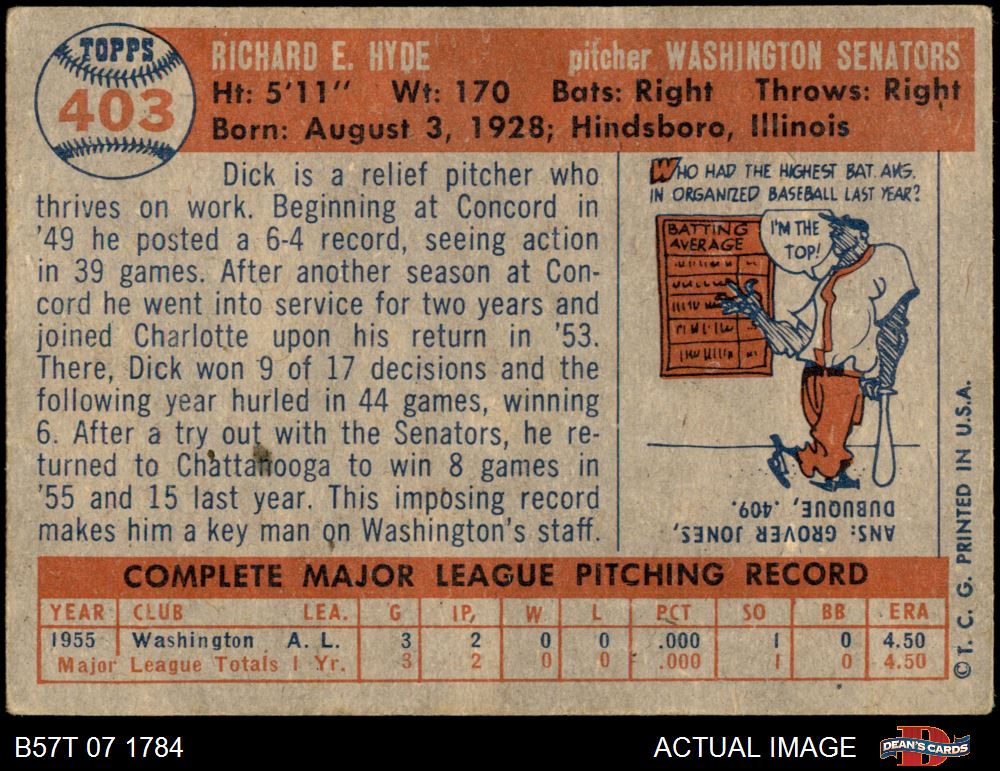 TOPPS
403
RICHARD E. HYDE pitcher WASHINGTON SENATORS
Ht: 5'11" Wt: 170 Bats: Right Throws: Right
Born: August 3, 1928; Hindsboro, Illinois
Dick is a relief pitcher who
thrives on work. Beginning at Concord in
'49 he posted a 6-4 record, seeing action
in 39 games. After another season at Con-
cord he went into service for two years and
joined Charlotte upon his return in '53.
There, Dick won 9 of 17 decisions and the
following year hurled in 44 games, winning
6. After a try out with the Senators, he re-
turned to Chattanooga to win 8 games in
'55 and 15 last year. This imposing record
makes him a key man on Washington's staff.
WHO HAD THE HIGHEST BAT. AVG.
IN ORGANIZED BASEBALL LAST YEAR?
BATTING
AVERAGE
I'M THE
TOP!
ANS: GROVER JONES,
DUBUQUE, .409.
© T. C. G. PRINTED IN U.S.A.
COMPLETE MAJOR LEAGUE PITCHING RECORD
YEAR CLUB LEA. G IP, W L PCT SO BB ERA
1955 Washington A. L. 3 2 0 0 .000 1 0 4.50
Major League Totals 1 Yr. 3 2 0 0 .000 1 0 4.50
B57T 07 1784 ACTUAL IMAGE DEAN'S CARDS